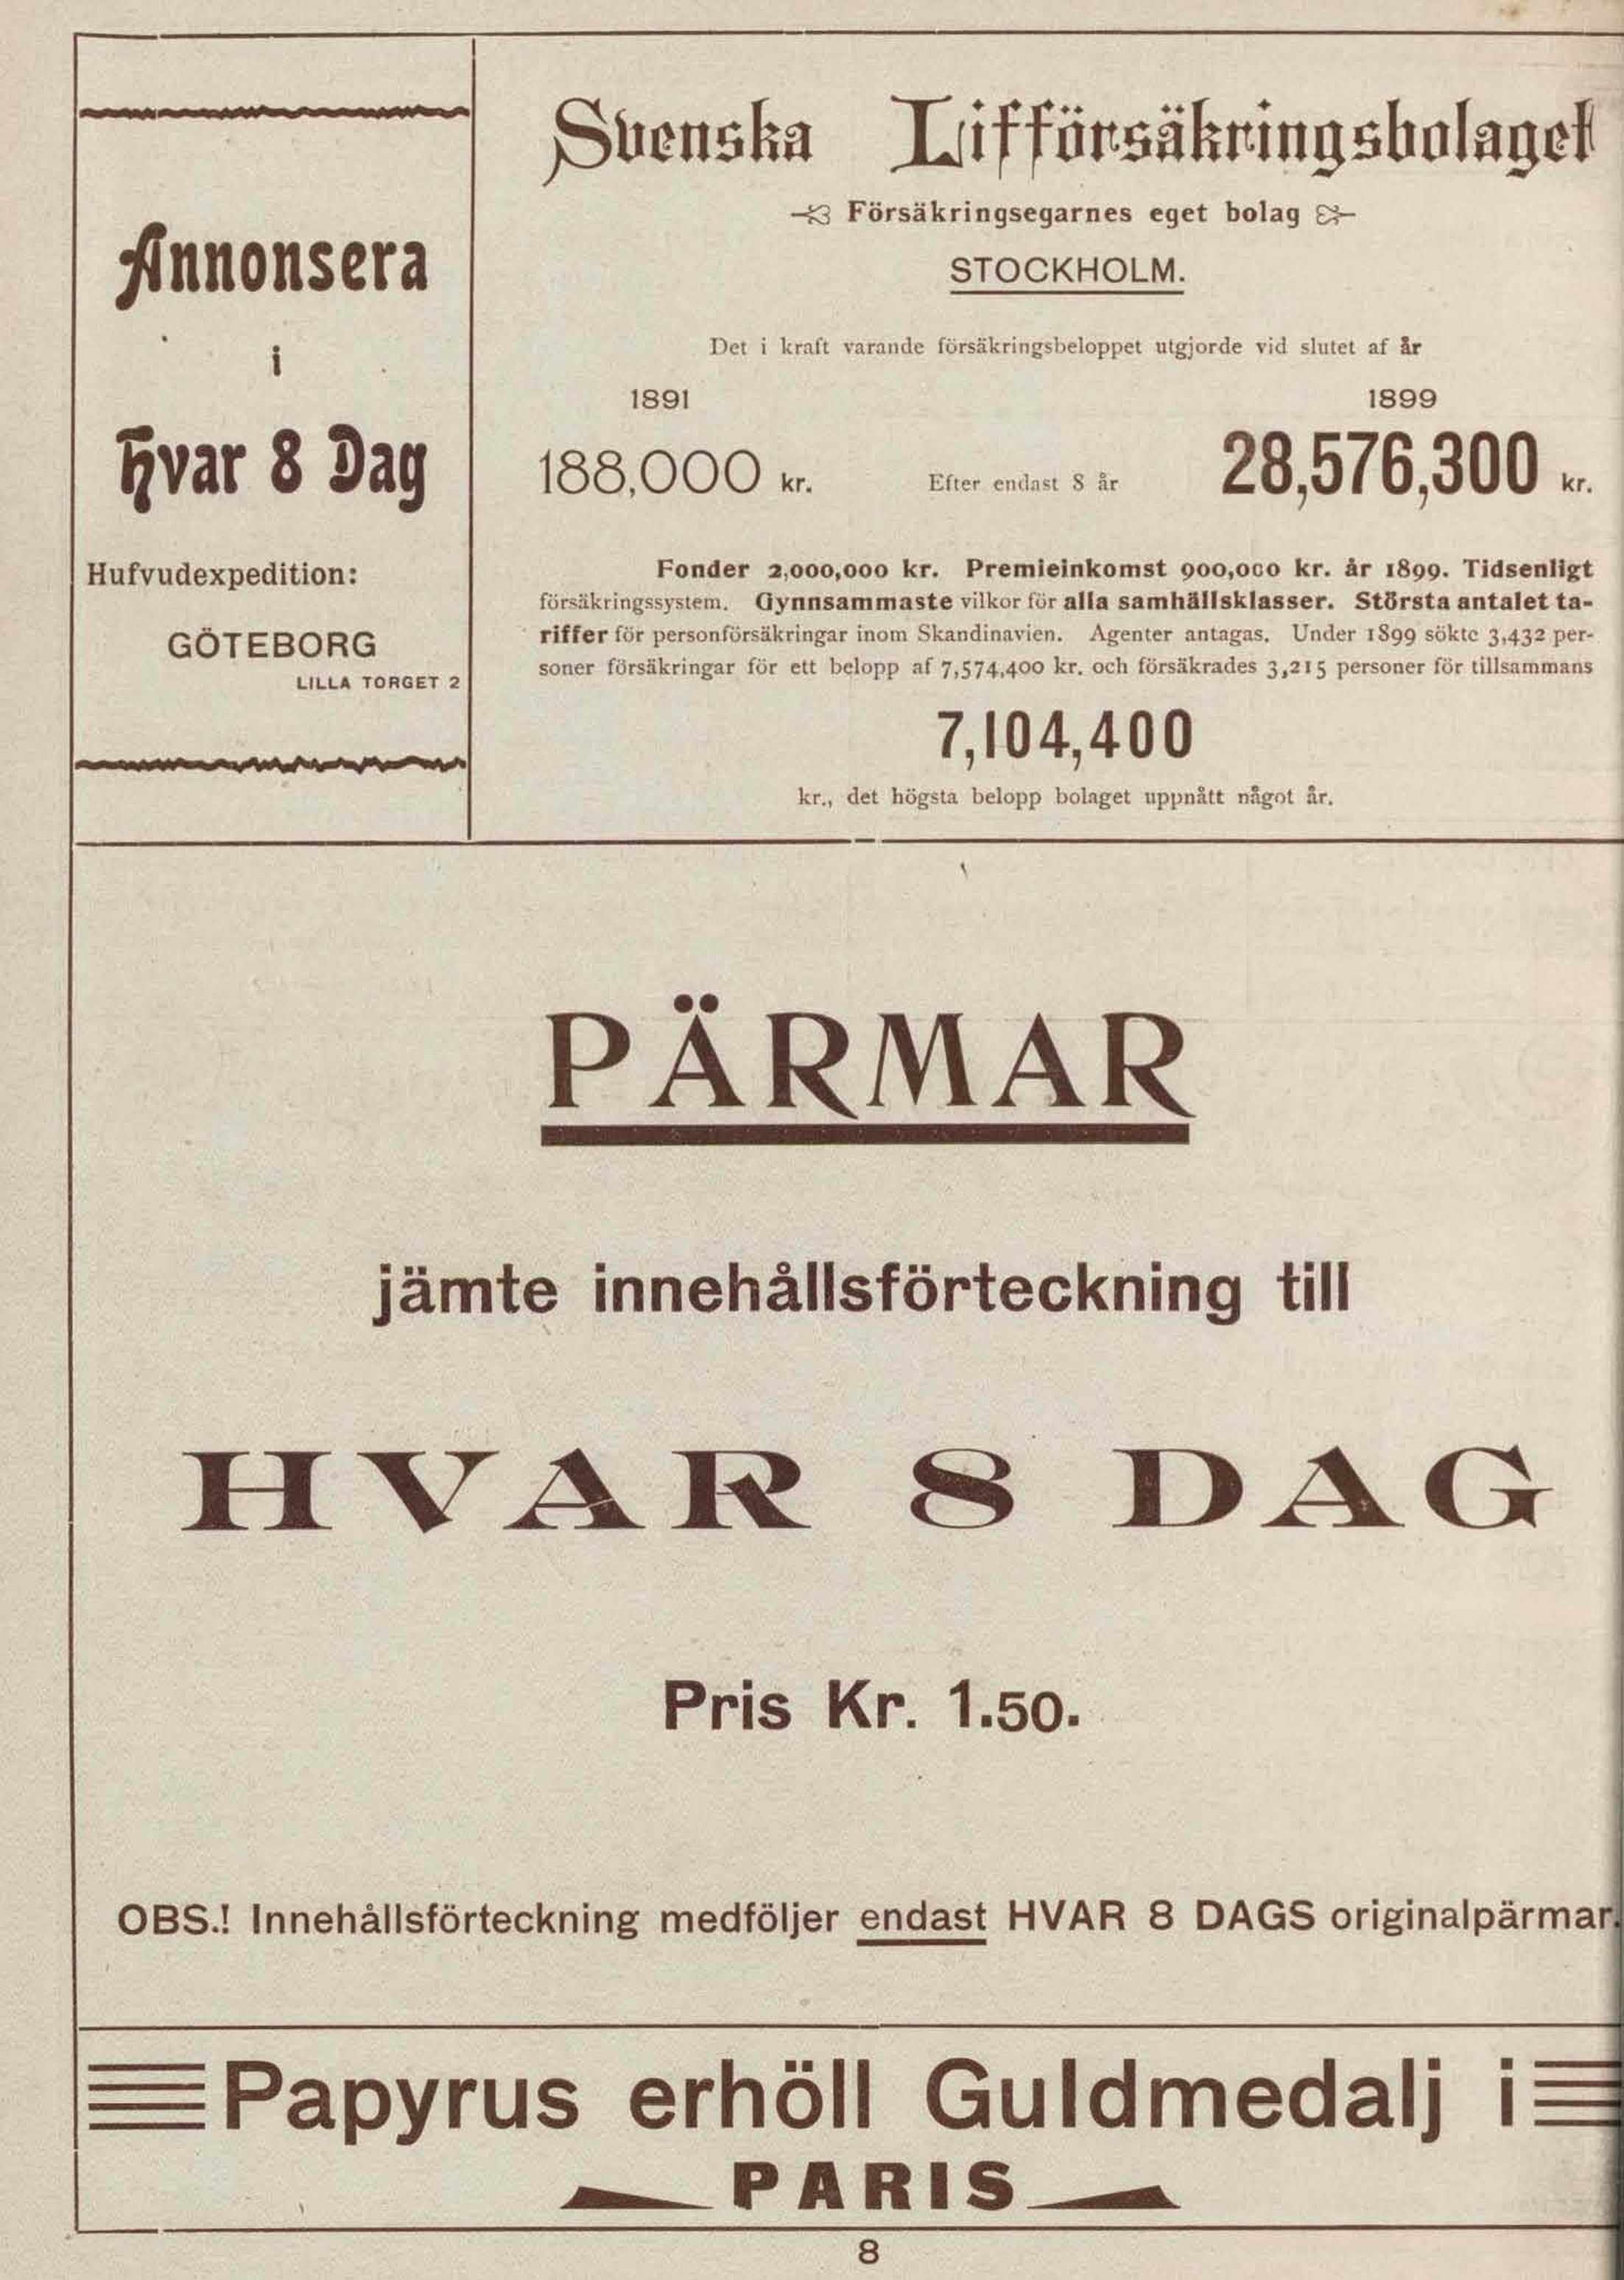 Annonsera
i
Hvar 8 Dag
Hufvudexpedition:
GÖTEBORG
LILLA TORGET 2
Svenska Lifförsäkringsbolaget
Försäkringsegarnes eget bolag
STOCKHOLM.
Det i kraft varande försäkringsbeloppet utgjorde vid slutet af år
1891 1899
188,000 kr. Efter endast 8 år 28,576,300 kr.
Fonder 2,000,000 kr. Premieinkomst 900,000 kr. år 1899. Tidsenligt
försäkringssystem. Gynnsammaste vilkor för alla samhällsklasser. Största antalet ta-
riffer för personförsäkringar inom Skandinavien. Agenter antagas. Under 1899 sökte 3,432 per-
soner försäkringar för ett belopp af 7,574,400 kr. och försäkrades 3,215 personer för tillsammans
7,104,400
kr., det högsta belopp bolaget uppnått något år.
PÄRMAR
jämte innehållsförteckning till
HVAR 8 DAG
Pris Kr. 1.50.
OBS.! Innehållsförteckning medföljer endast HVAR 8 DAGS originalpärmar.
Papyrus erhöll Guldmedalj i
PARIS
8